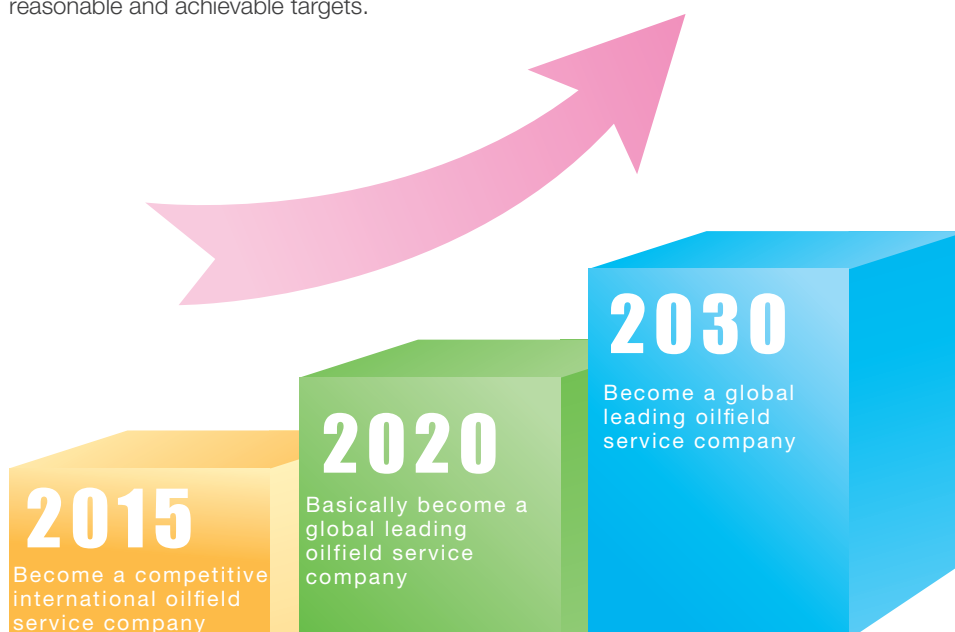 reasonable and achievable targets.
2015
Become a competitive
international oilfield
service company
2020
Basically become a
global leading
oilfield service
company
2030
Become a global
leading oilfield
service company